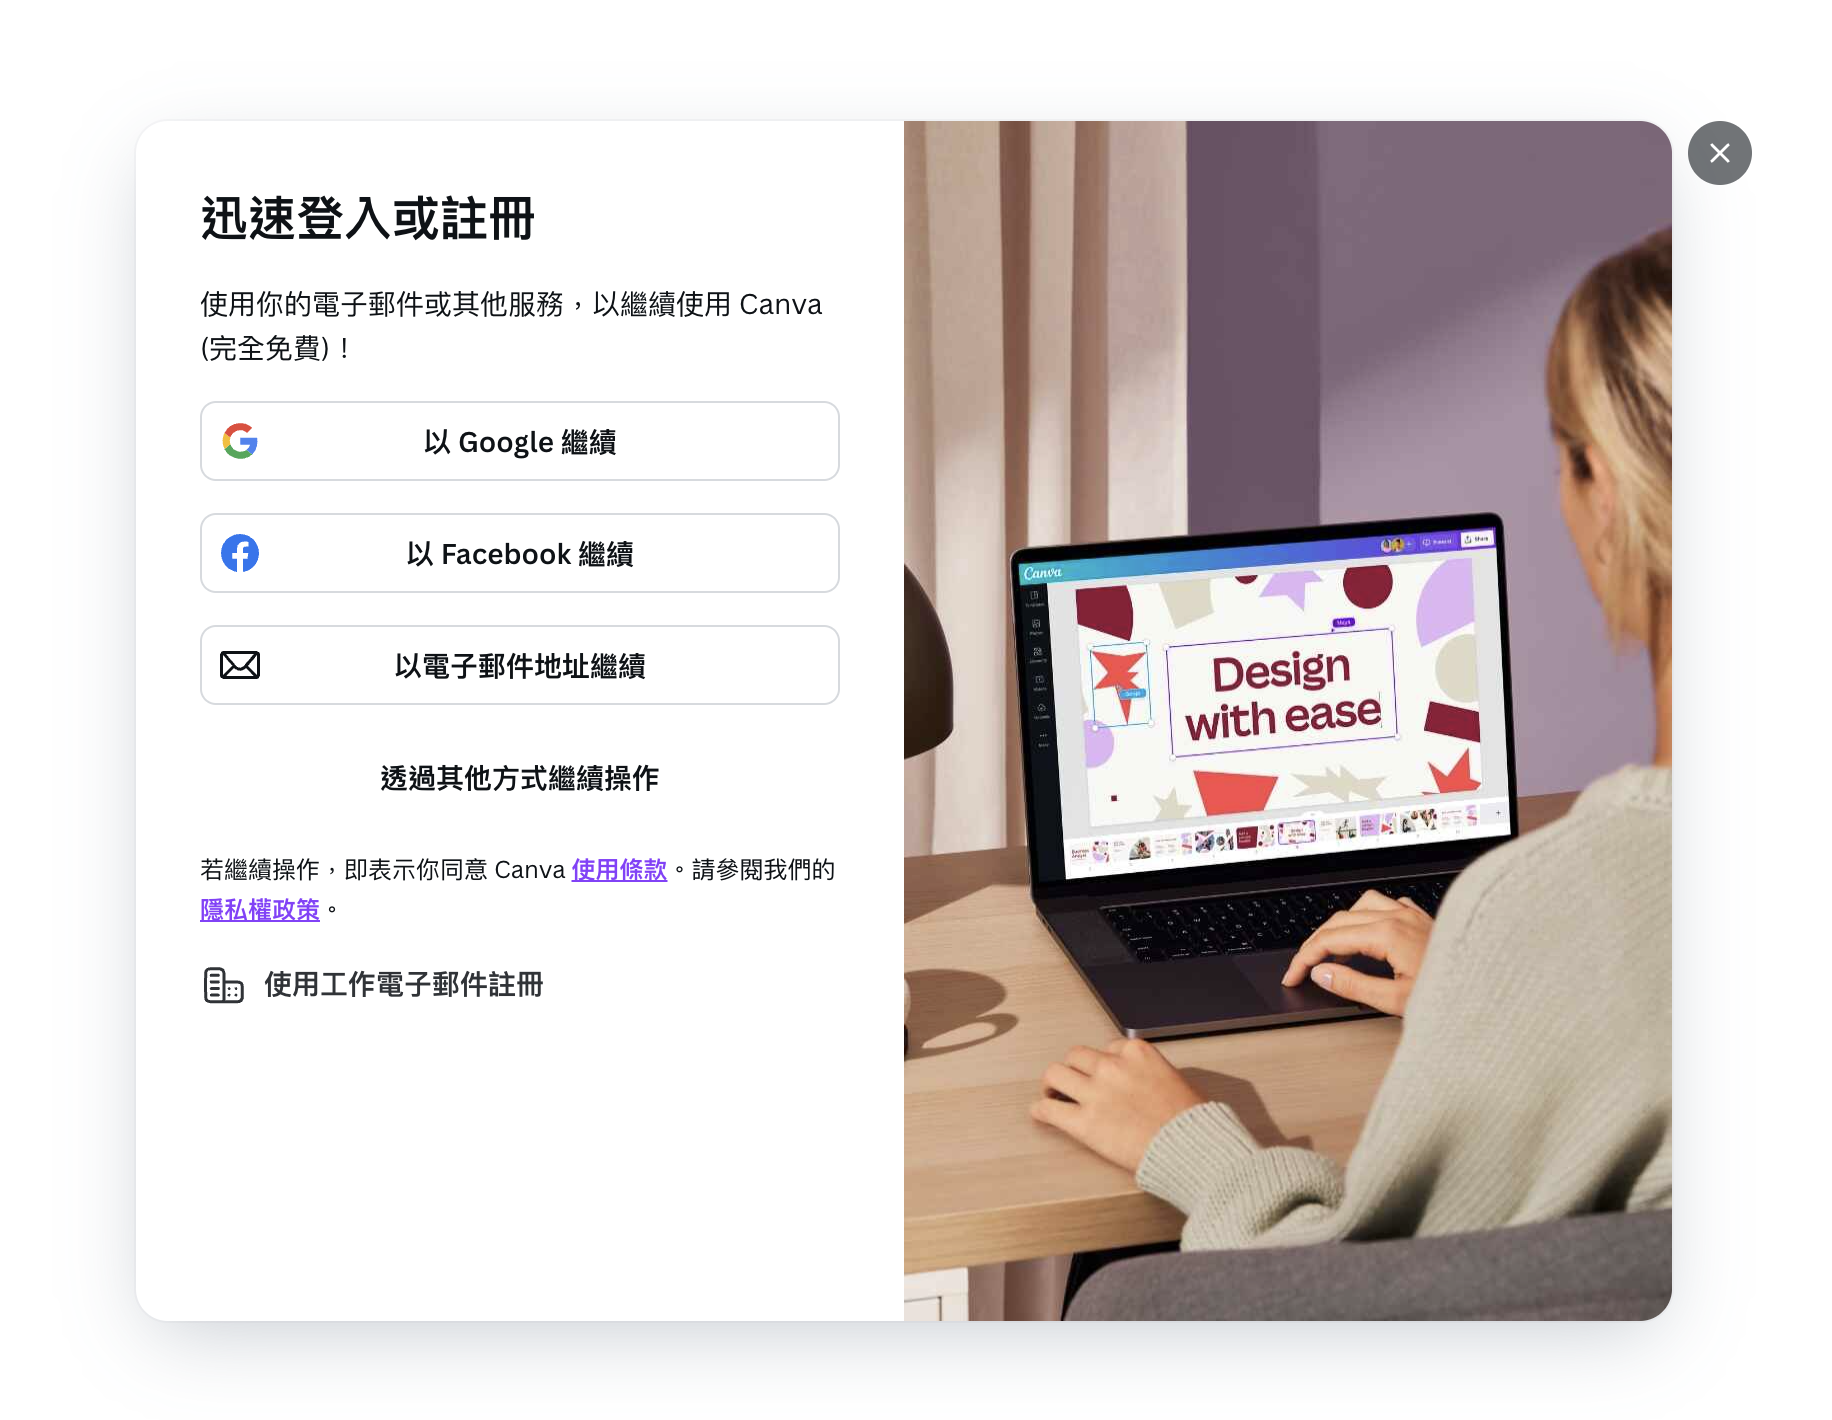 迅速登入或註冊
使用你的電子郵件或其他服務，以繼續使用 Canva
(完全免費)！
以 Google 繼續
以 Facebook 繼續
以電子郵件地址繼續
透過其他方式繼續操作
若繼續操作，即表示你同意 Canva 使用條款。請參閱我們的
隱私權政策。
使用工作電子郵件註冊
Canva
Present
Share
Design
with ease